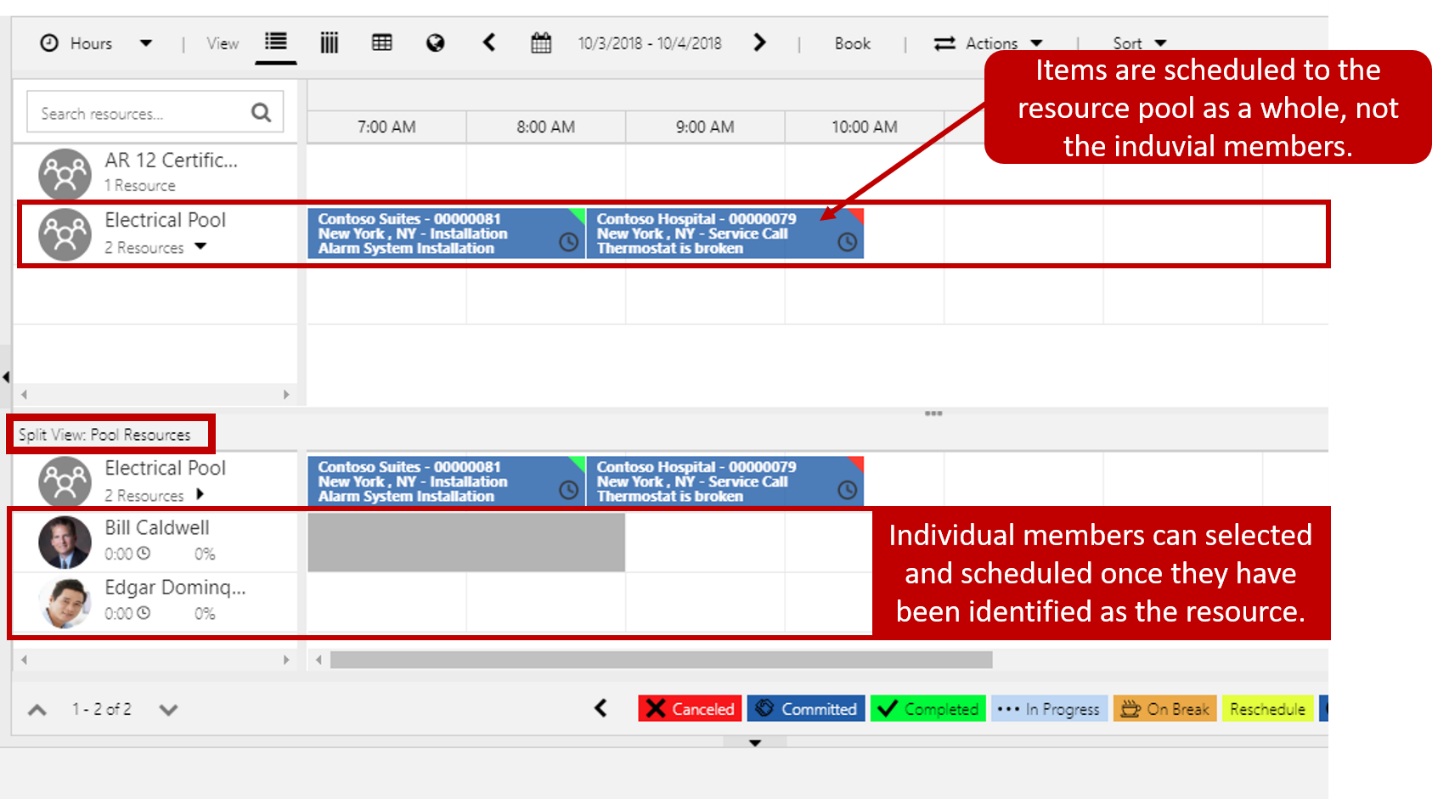 Hours | View 10/3/2018 - 10/4/2018 | Book | Actions | Sort
Items are scheduled to the
resource pool as a whole, not
the induvial members.
Search resources...
7:00 AM 8:00 AM 9:00 AM 10:00 AM
AR 12 Certific...
1 Resource
Electrical Pool
2 Resources
Contoso Suites - 00000081
New York , NY - Installation
Alarm System Installation
Contoso Hospital - 00000079
New York , NY - Service Call
Thermostat is broken
Split View: Pool Resources
Electrical Pool
2 Resources
Contoso Suites - 00000081
New York , NY - Installation
Alarm System Installation
Contoso Hospital - 00000079
New York , NY - Service Call
Thermostat is broken
Bill Caldwell
0:00 0%
Edgar Dominq...
0:00 0%
Individual members can selected
and scheduled once they have
been identified as the resource.
1 - 2 of 2
Canceled Committed Completed In Progress On Break Reschedule